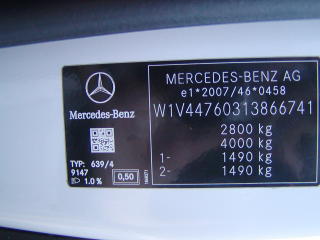 Mercedes-Benz
TYP: 639/4
9147
1.0 %
0,50
MERCEDES-BENZ AG
e1*2007/46*0458
W1V44760313866741
2800 kg
4000 kg
1- 1490 kg
2- 1490 kg